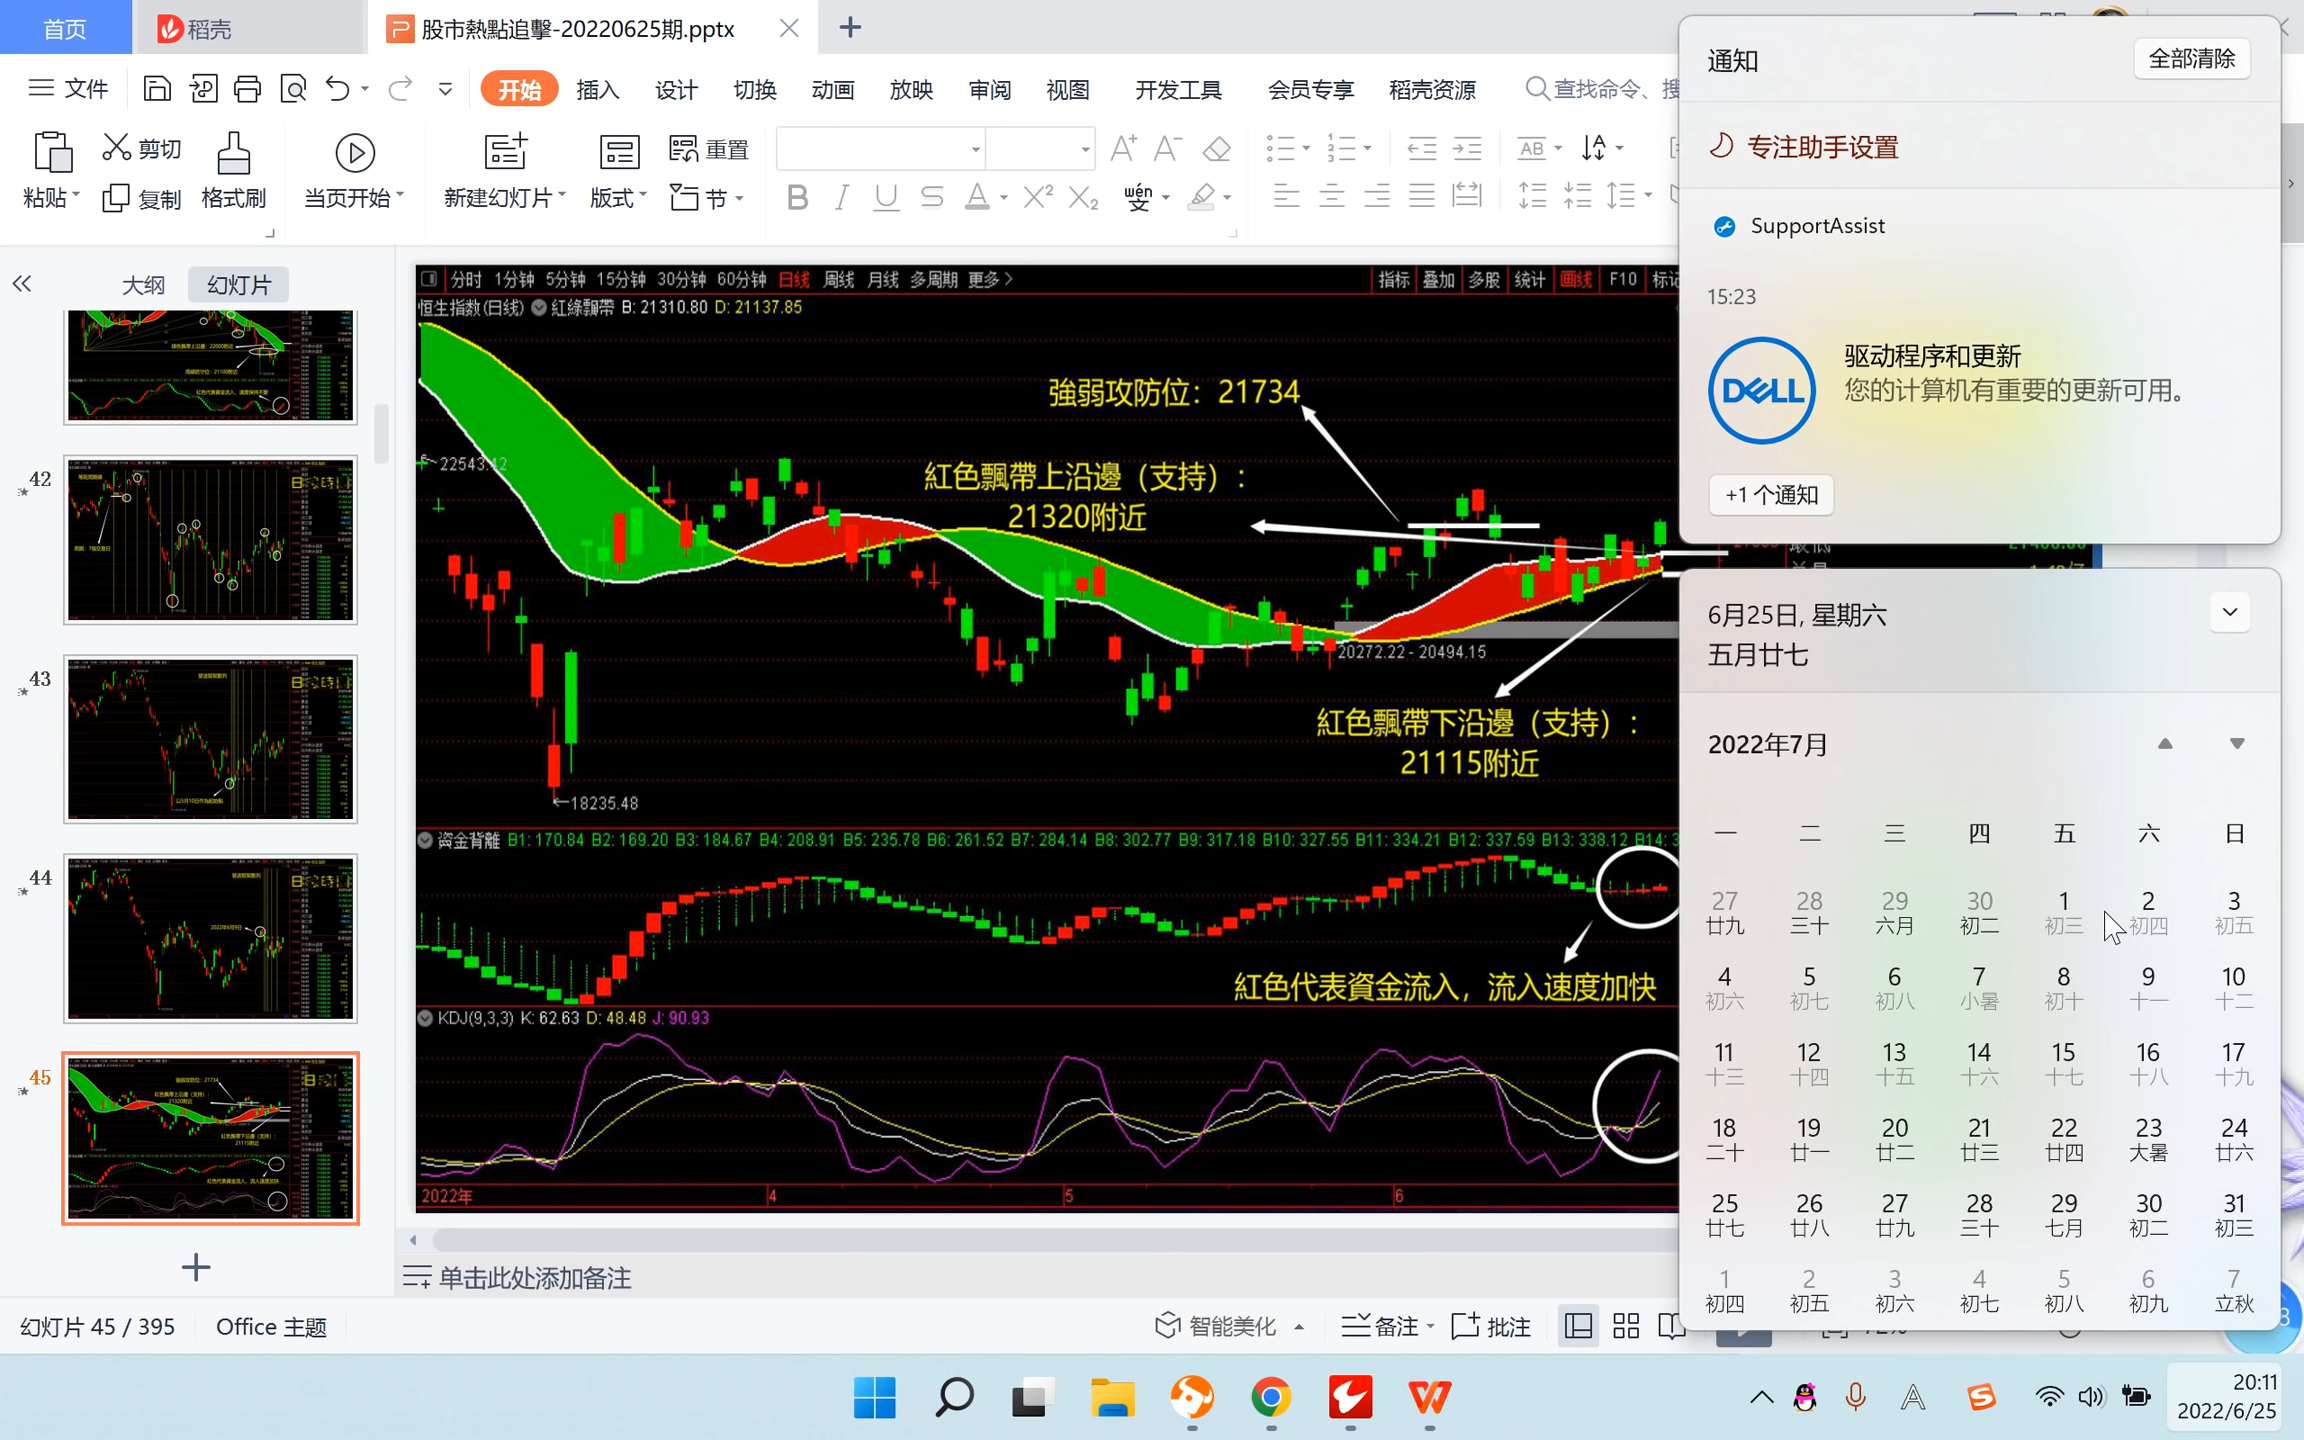 首页
稻壳
股市熱點追擊-20220625期.pptx
文件
开始
插入
设计
切换
动画
放映
审阅
视图
开发工具
会员专享
稻壳资源
查找命令、搜
粘贴
剪切
复制
格式刷
当页开始
新建幻灯片
版式
重置
节
大纲
幻灯片
42
43
44
45
分时 1分钟 5分钟 15分钟 30分钟 60分钟 日线 周线 月线 多周期 更多
指标 叠加 多股 统计 画线 F10 标记
恒生指数(日线) 紅綠飄帶 B: 21310.80 D: 21137.85
強弱攻防位：21734
22543.42
紅色飄帶上沿邊（支持）：
21320附近
20272.22 - 20494.15
紅色飄帶下沿邊（支持）：
21115附近
18235.48
资金背離 B1: 170.84 B2: 169.20 B3: 184.67 B4: 208.91 B5: 235.78 B6: 261.52 B7: 284.14 B8: 302.77 B9: 317.18 B10: 327.55 B11: 334.21 B12: 337.59 B13: 338.12 B14: 3
紅色代表資金流入，流入速度加快
KDJ(9,3,3) K: 62.63 D: 48.48 J: 90.93
2022年 4 5 6
单击此处添加备注
幻灯片 45 / 395
Office 主题
智能美化
备注
批注
通知
全部清除
专注助手设置
SupportAssist
15:23
DELL
驱动程序和更新
您的计算机有重要的更新可用。
+1 个通知
6月25日, 星期六
五月廿七
2022年7月
一 二 三 四 五 六 日
27 28 29 30 1 2 3
廿九 三十 六月 初二 初三 初四 初五
4 5 6 7 8 9 10
初六 初七 初八 小暑 初十 十一 十二
11 12 13 14 15 16 17
十三 十四 十五 十六 十七 十八 十九
18 19 20 21 22 23 24
二十 廿一 廿二 廿三 廿四 大暑 廿六
25 26 27 28 29 30 31
廿七 廿八 廿九 三十 七月 初二 初三
1 2 3 4 5 6 7
初四 初五 初六 初七 初八 初九 立秋
20:11
2022/6/25